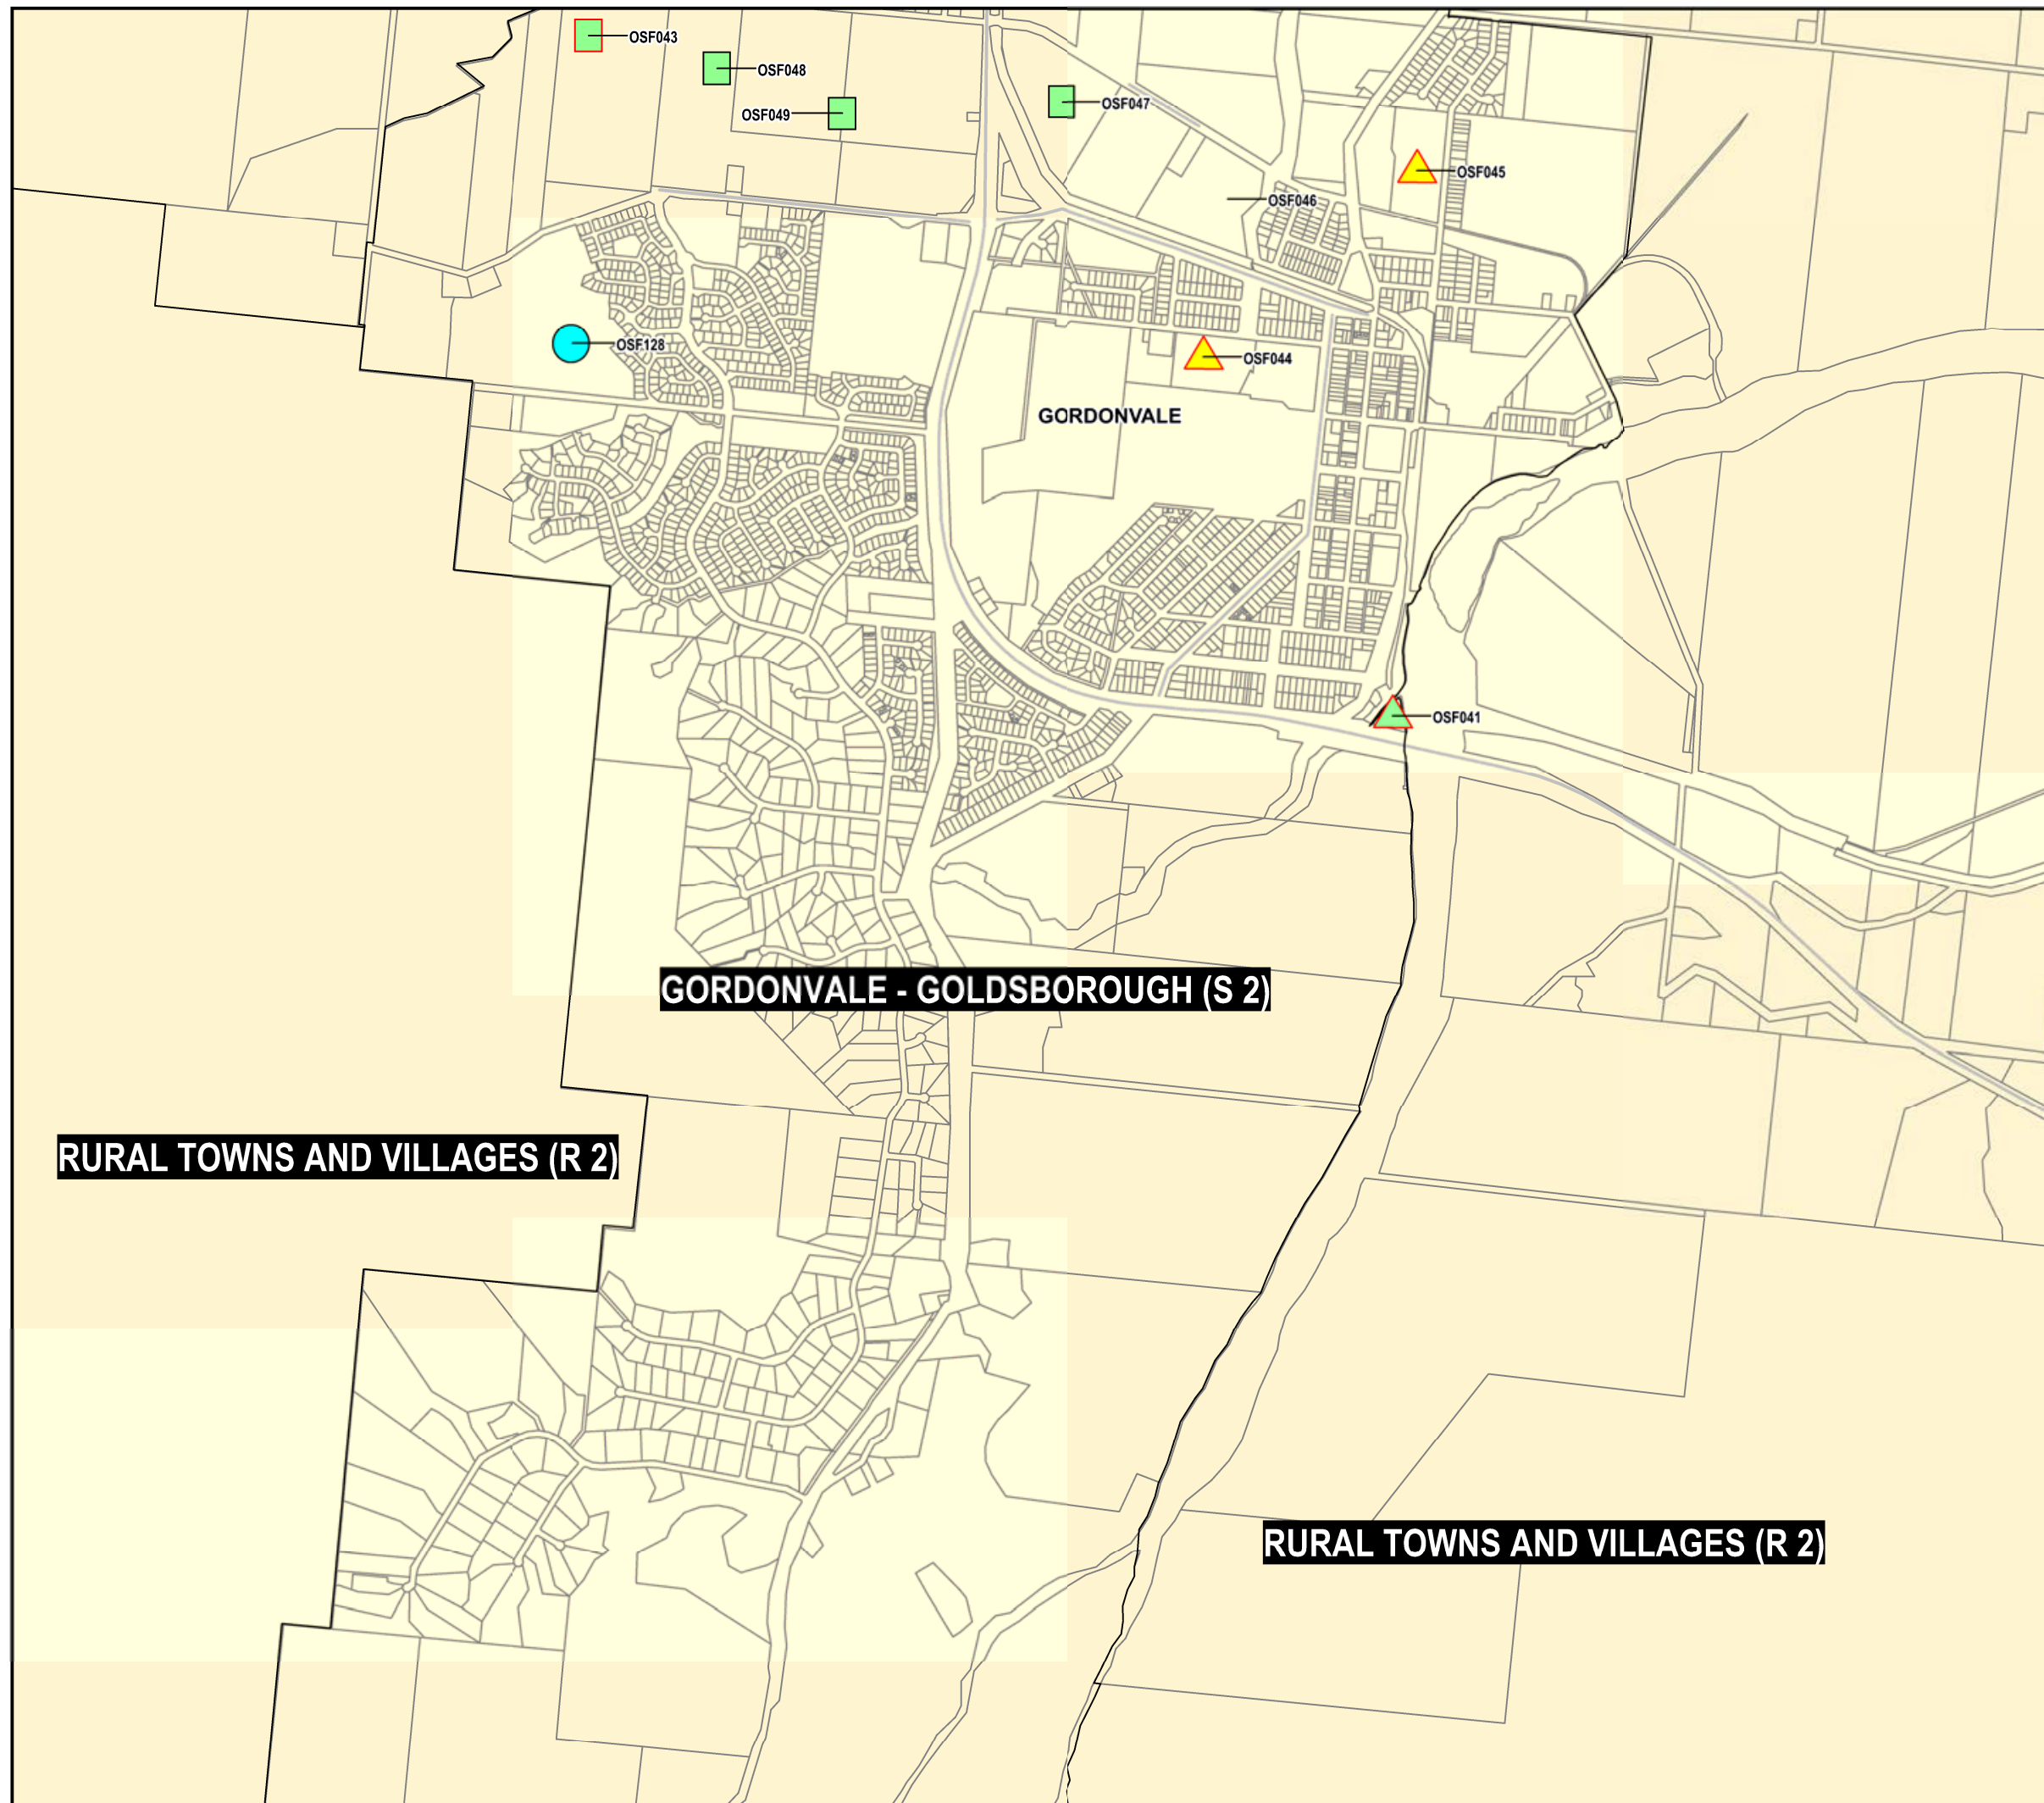 OSF043
OSF048
OSF049
OSF047
OSF045
OSF046
OSF128
OSF044
GORDONVALE
OSF041
GORDONVALE - GOLDSBOROUGH (S 2)
RURAL TOWNS AND VILLAGES (R 2)
RURAL TOWNS AND VILLAGES (R 2)